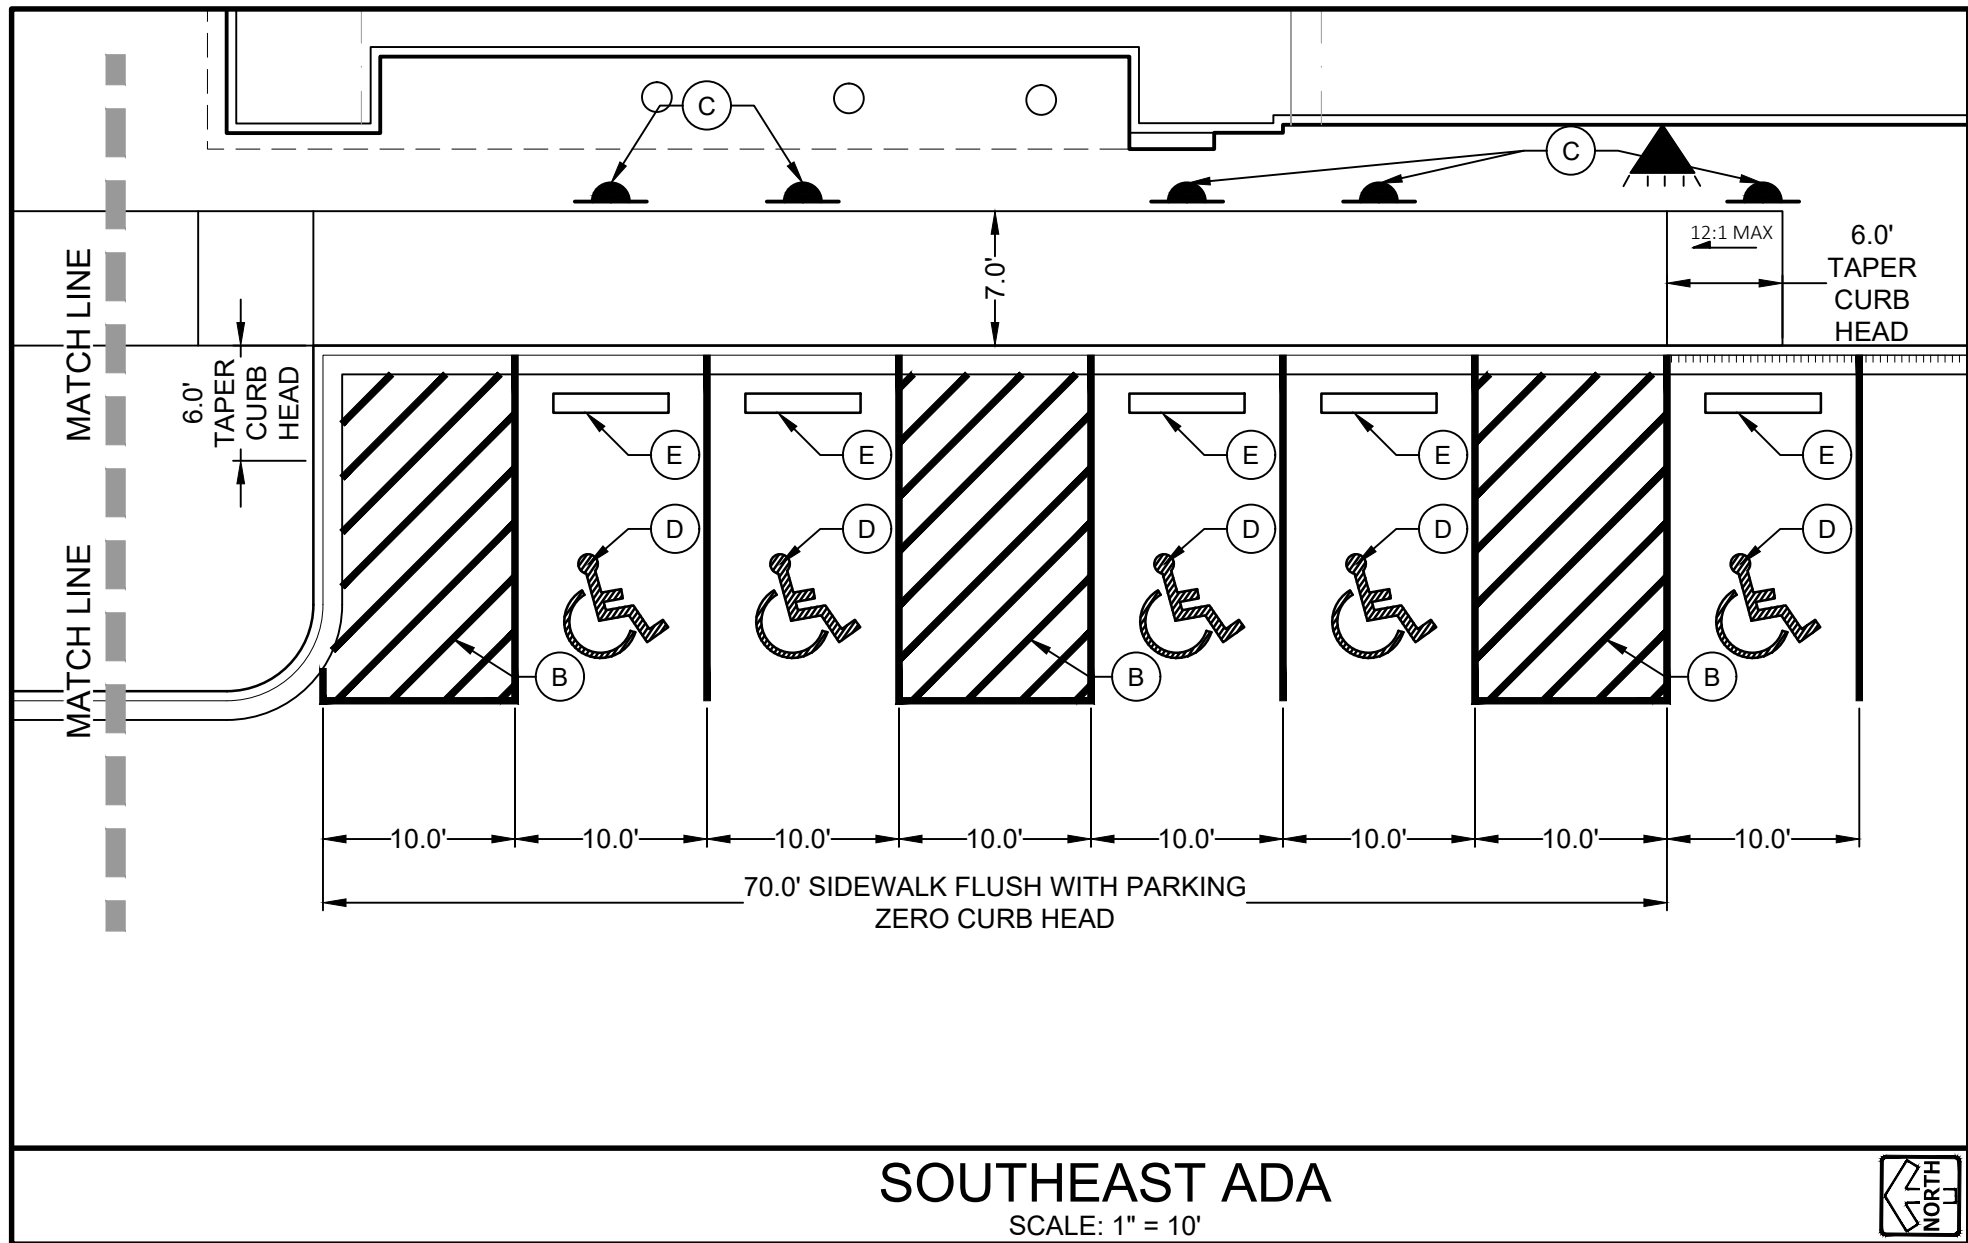 C
C
12:1 MAX
6.0'
TAPER
CURB
HEAD
7.0'
MATCH LINE
6.0'
TAPER
CURB
HEAD
E
E
E
E
E
D
D
D
D
D
MATCH LINE
B
B
B
10.0'
10.0'
10.0'
10.0'
10.0'
10.0'
10.0'
10.0'
70.0' SIDEWALK FLUSH WITH PARKING
ZERO CURB HEAD
SOUTHEAST ADA
SCALE: 1" = 10'
NORTH